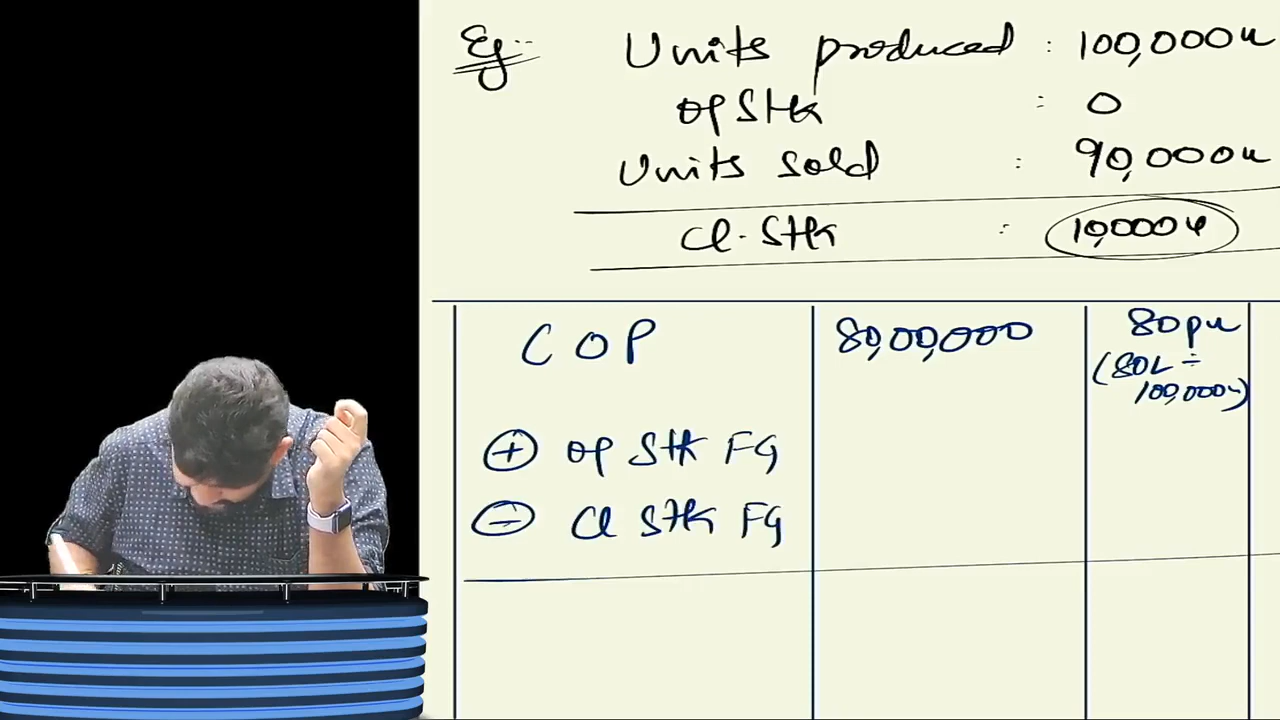 Eg:- Units produced : 100,000u
op Stk : 0
Units sold : 90,000u
Cl. Stk : 10,000u
COP 80,00,000 80pu
(80L ÷
100,000u)
+ op Stk FG
- Cl Stk FG